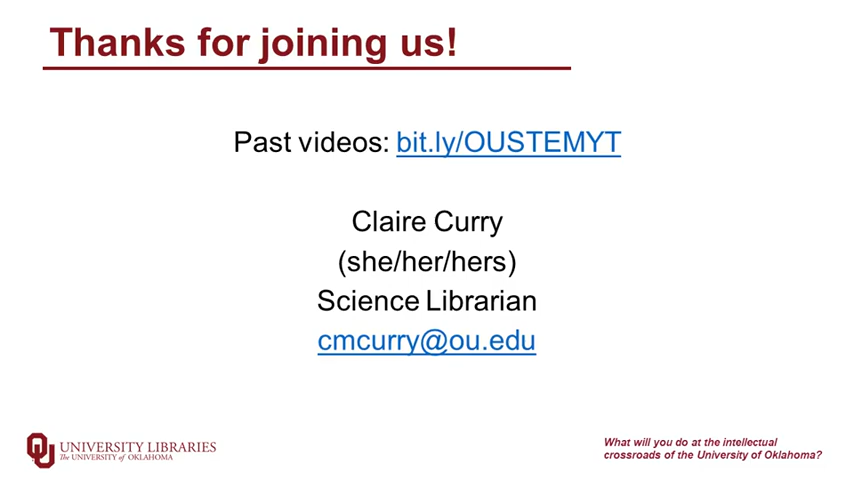 Thanks for joining us!
Past videos: bit.ly/OUSTEMYT
Claire Curry
(she/her/hers)
Science Librarian
cmcurry@ou.edu
OU UNIVERSITY LIBRARIES
The UNIVERSITY of OKLAHOMA
What will you do at the intellectual
crossroads of the University of Oklahoma?